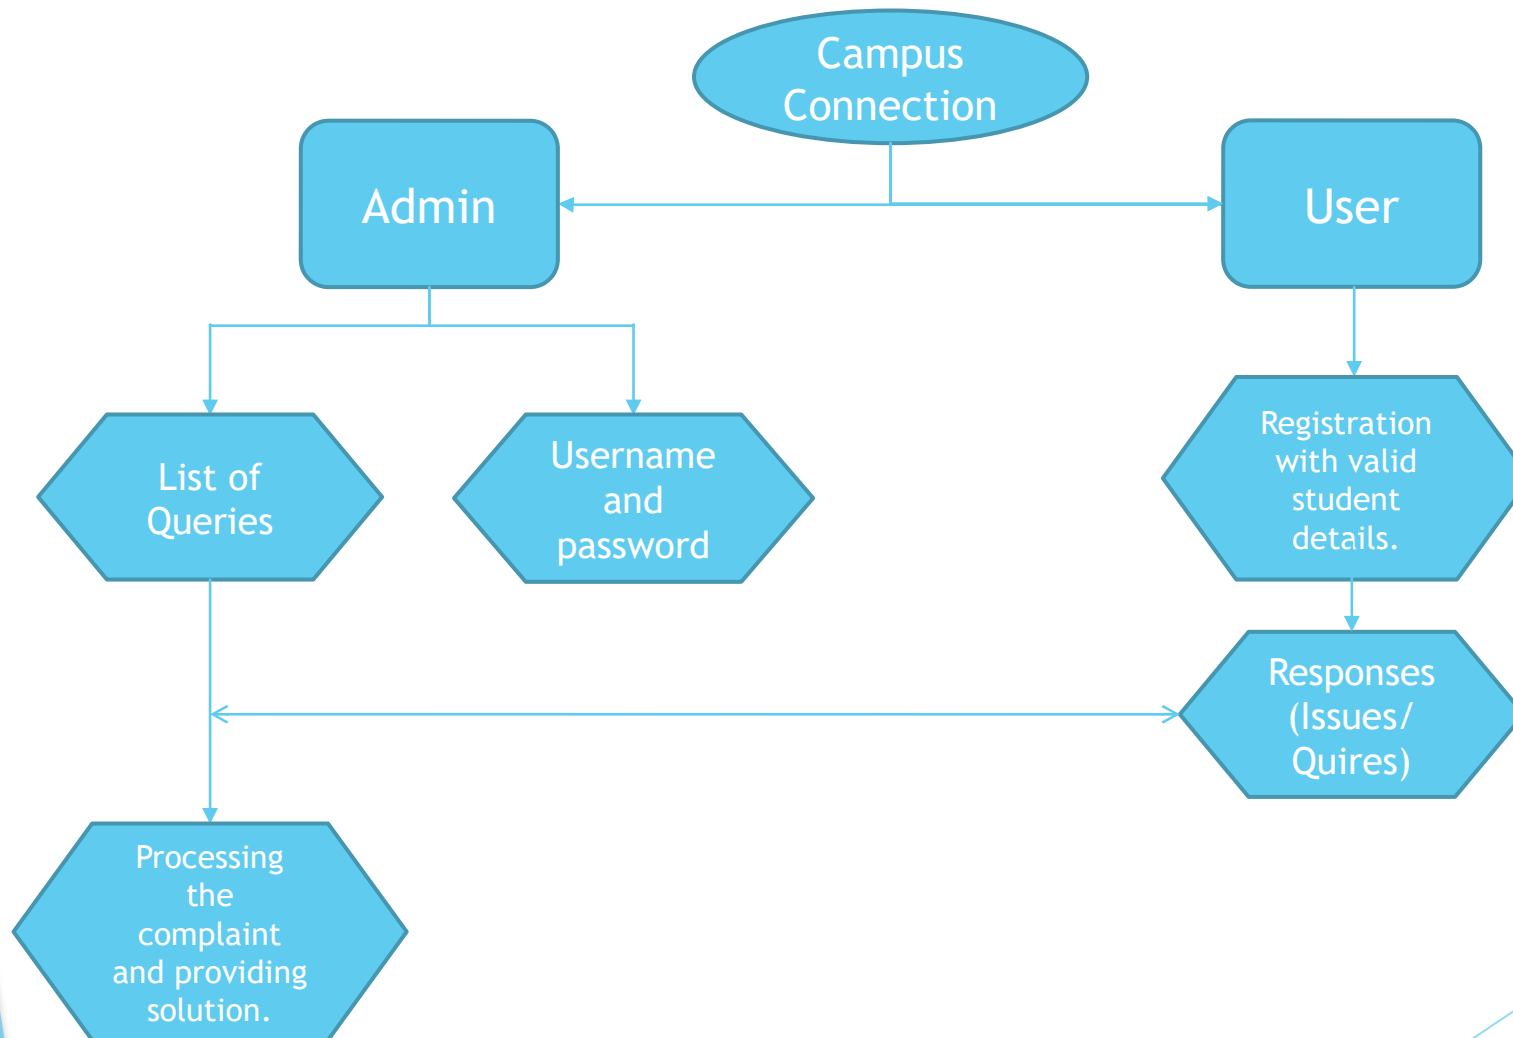 Campus
Connection
Admin
User
List of
Queries
Username
and
password
Registration
with valid
student
details.
Responses
(Issues/
Quires)
Processing
the
complaint
and providing
solution.